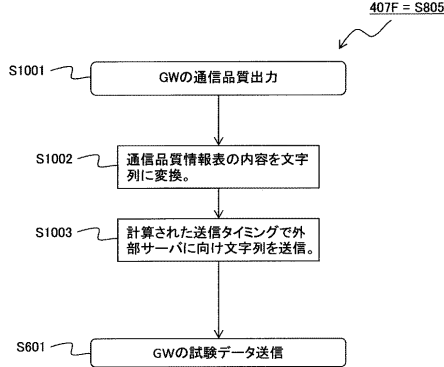 407F = S805
S1001
GWの通信品質出力
S1002
通信品質情報表の内容を文字
列に変換。
S1003
計算された送信タイミングで外
部サーバに向け文字列を送信。
S601
GWの試験データ送信